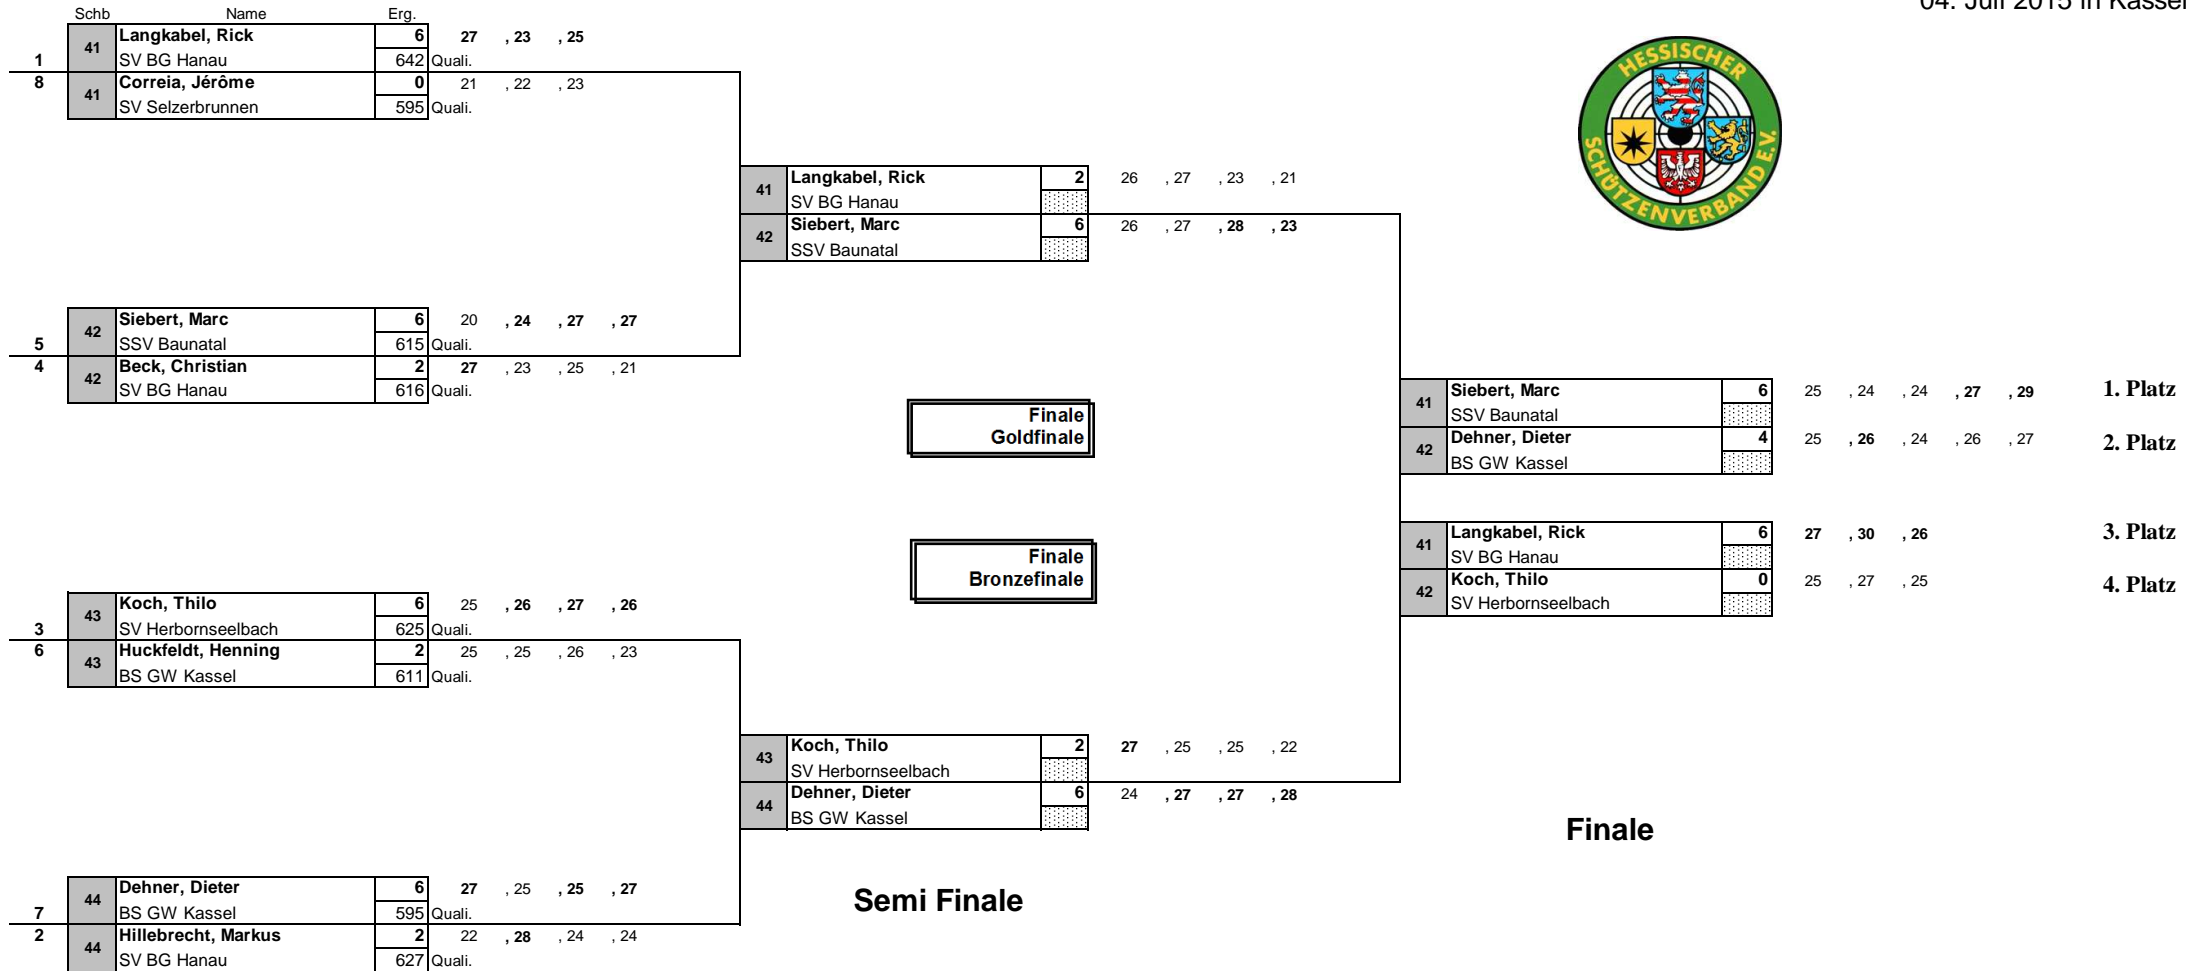 04. Juli 2015 in Kassel
Schb Name Erg.
41 Langkabel, Rick 6 27 , 23 , 25
1 SV BG Hanau 642 Quali.
8 41 Correia, Jérôme 0 21 , 22 , 23
SV Selzerbrunnen 595 Quali.
HESSISCHER SCHÜTZENVERBAND E.V.
41 Langkabel, Rick 2 26 , 27 , 23 , 21
SV BG Hanau
42 Siebert, Marc 6 26 , 27 , 28 , 23
SSV Baunatal
42 Siebert, Marc 6 20 , 24 , 27 , 27
5 SSV Baunatal 615 Quali.
4 42 Beck, Christian 2 27 , 23 , 25 , 21
SV BG Hanau 616 Quali.
Finale
Goldfinale
41 Siebert, Marc 6 25 , 24 , 24 , 27 , 29 1. Platz
SSV Baunatal
42 Dehner, Dieter 4 25 , 26 , 24 , 26 , 27 2. Platz
BS GW Kassel
Finale
Bronzefinale
41 Langkabel, Rick 6 27 , 30 , 26 3. Platz
SV BG Hanau
42 Koch, Thilo 0 25 , 27 , 25 4. Platz
SV Herbornseelbach
43 Koch, Thilo 6 25 , 26 , 27 , 26
3 SV Herbornseelbach 625 Quali.
6 43 Huckfeldt, Henning 2 25 , 25 , 26 , 23
BS GW Kassel 611 Quali.
43 Koch, Thilo 2 27 , 25 , 25 , 22
SV Herbornseelbach
44 Dehner, Dieter 6 24 , 27 , 27 , 28
BS GW Kassel
Finale
Semi Finale
44 Dehner, Dieter 6 27 , 25 , 25 , 27
7 BS GW Kassel 595 Quali.
2 44 Hillebrecht, Markus 2 22 , 28 , 24 , 24
SV BG Hanau 627 Quali.